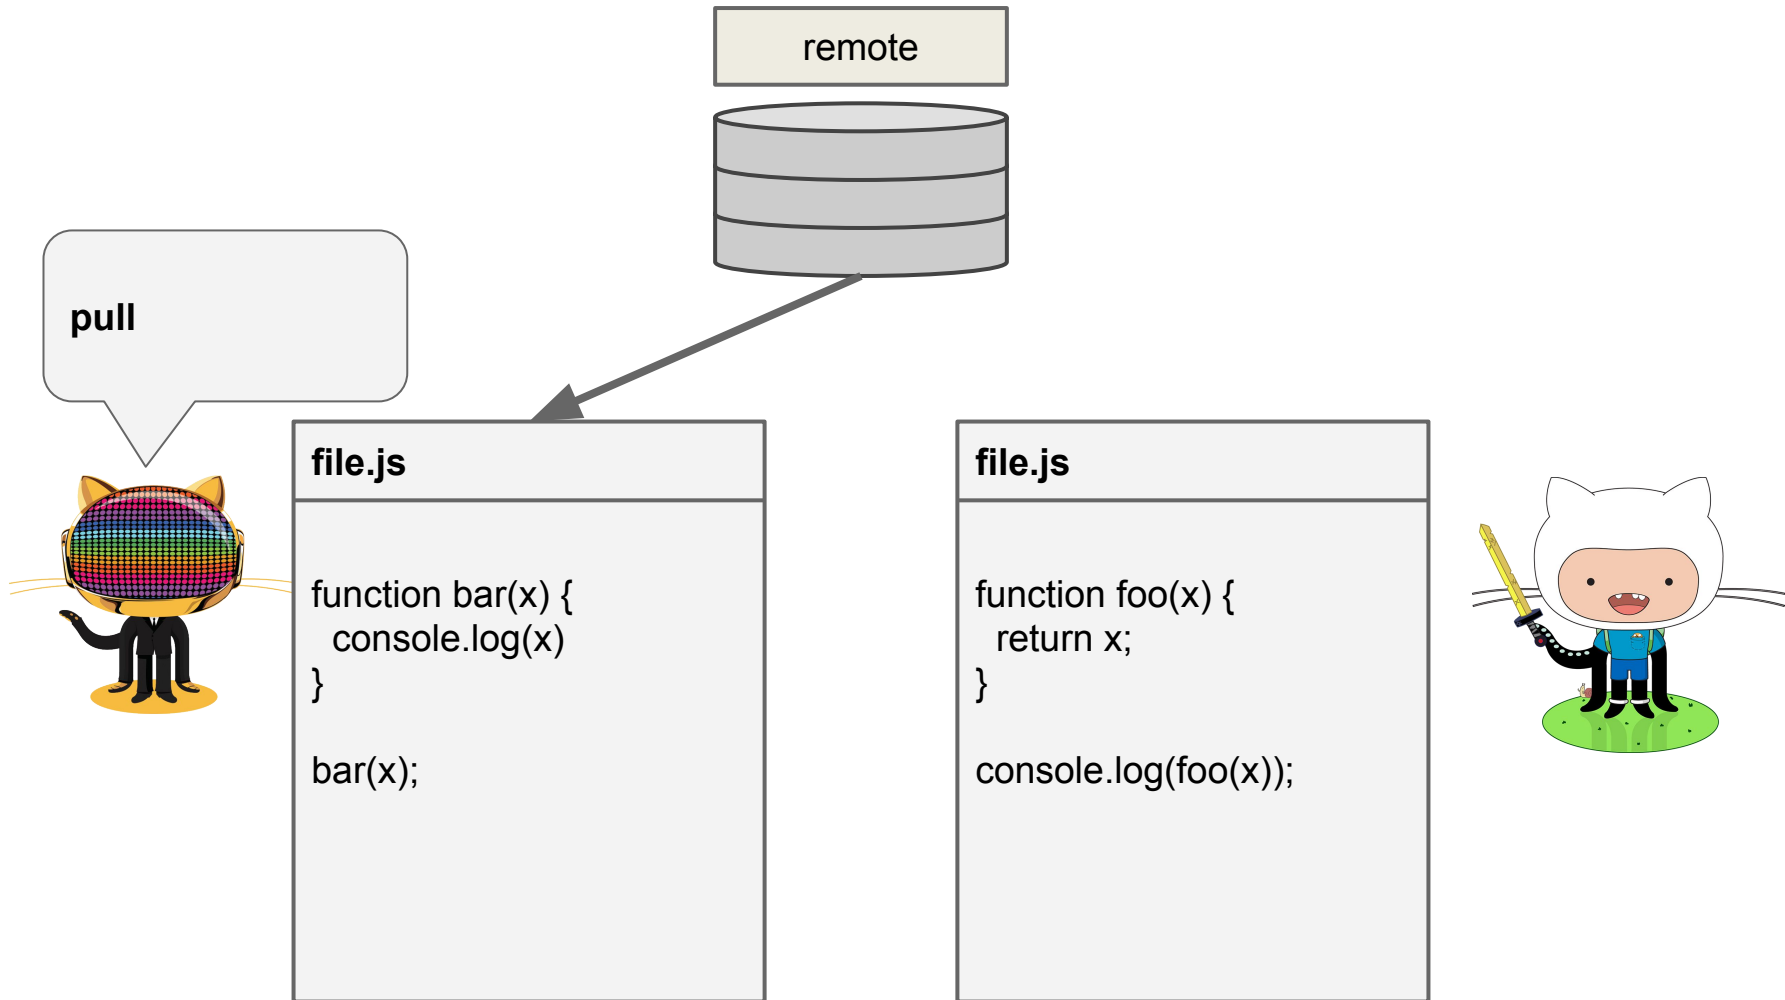 remote
pull
file.js
function bar(x) {
  console.log(x)
}
bar(x);
file.js
function foo(x) {
  return x;
}
console.log(foo(x));